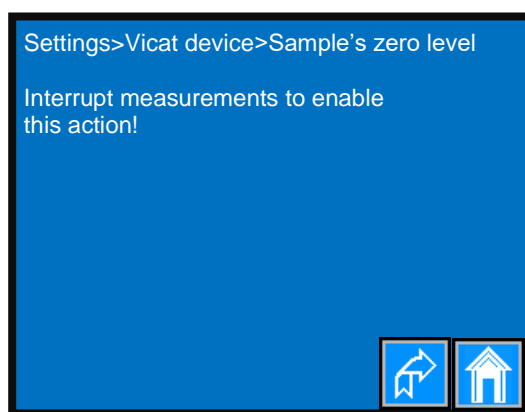 Settings>Vicat device>Sample's zero level
Interrupt measurements to enable
this action!